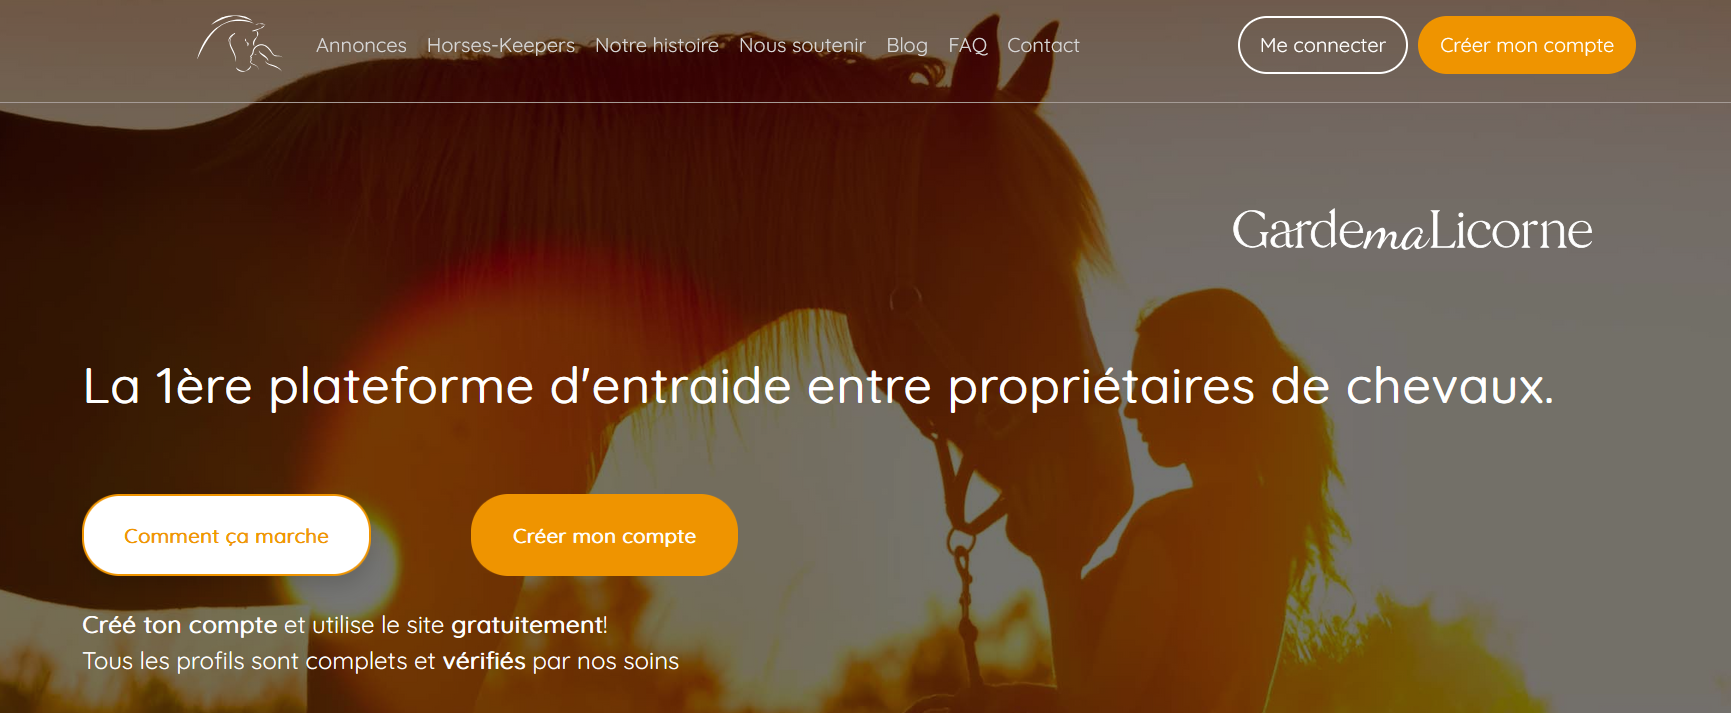 Annonces Horses-Keepers Notre histoire Nous soutenir Blog FAQ Contact Me connecter Créer mon compte
GardemaLicorne
La 1ère plateforme d'entraide entre propriétaires de chevaux.
Comment ça marche Créer mon compte
Créé ton compte et utilise le site gratuitement!
Tous les profils sont complets et vérifiés par nos soins